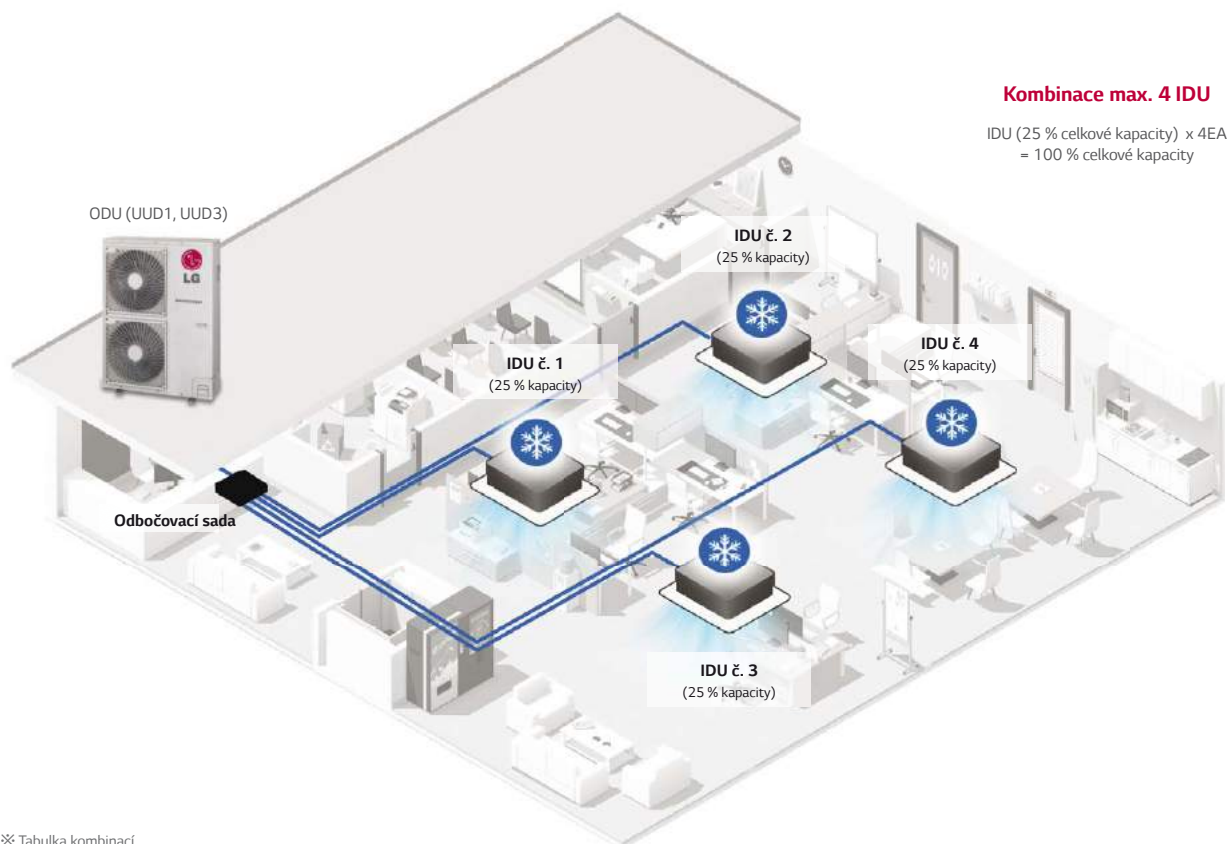 Kombinace max. 4 IDU
IDU (25 % celkové kapacity) x 4EA
= 100 % celkové kapacity
ODU (UUD1, UUD3)
LG
IDU č. 2
(25 % kapacity)
IDU č. 4
(25 % kapacity)
IDU č. 1
(25 % kapacity)
Odbočovací sada
IDU č. 3
(25 % kapacity)
※ Tabulka kombinací